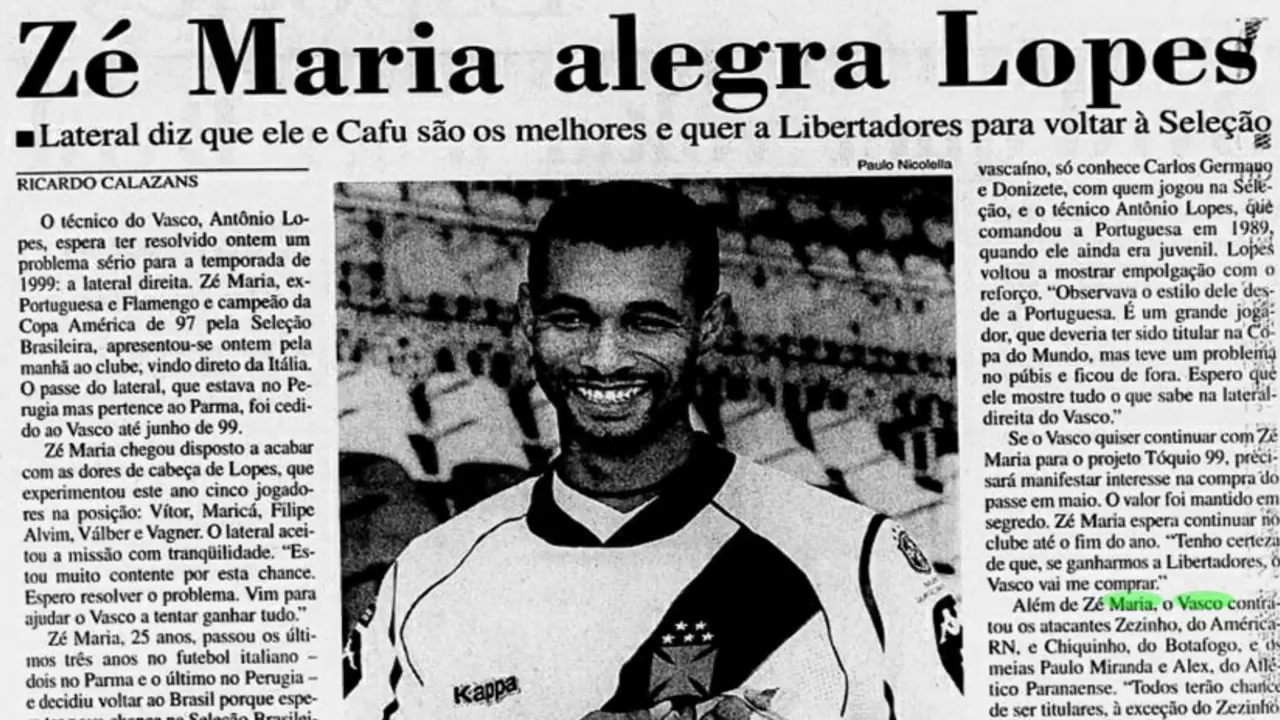 Zé Maria alegra Lopes
■ Lateral diz que ele e Cafu são os melhores e quer a Libertadores para voltar à Seleção
RICARDO CALAZANS
O técnico do Vasco, Antônio Lo-
pes, espera ter resolvido ontem um
problema sério para a temporada de
1999: a lateral direita. Zé Maria, ex-
Portuguesa e Flamengo e campeão da
Copa América de 97 pela Seleção
Brasileira, apresentou-se ontem pela
manhã ao clube, vindo direto da Itália.
O passe do lateral, que estava no Pe-
rugia mas pertence ao Parma, foi cedi-
do ao Vasco até junho de 99.
Zé Maria chegou disposto a acabar
com as dores de cabeça de Lopes, que
experimentou este ano cinco jogado-
res na posição: Vítor, Maricá, Filipe
Alvim, Válber e Vagner. O lateral acei-
tou a missão com tranqüilidade. “Es-
tou muito contente por esta chance.
Espero resolver o problema. Vim para
ajudar o Vasco a tentar ganhar tudo.”
Zé Maria, 25 anos, passou os últi-
mos três anos no futebol italiano –
dois no Parma e o último no Perugia –
e decidiu voltar ao Brasil porque espe-
Paulo Nicolella
Kappa
vascaíno, só conhece Carlos Germano
e Donizete, com quem jogou na Sele-
ção, e o técnico Antônio Lopes, que
comandou a Portuguesa em 1989,
quando ele ainda era juvenil. Lopes
voltou a mostrar empolgação com o
reforço. “Observava o estilo dele des-
de a Portuguesa. É um grande joga-
dor, que deveria ter sido titular na Co-
pa do Mundo, mas teve um problema
no púbis e ficou de fora. Espero que
ele mostre tudo o que sabe na lateral-
direita do Vasco.”
Se o Vasco quiser continuar com Zé
Maria para o projeto Tóquio 99, preci-
sará manifestar interesse na compra do
passe em maio. O valor foi mantido em
segredo. Zé Maria espera continuar no
clube até o fim do ano. “Tenho certeza
de que, se ganharmos a Libertadores, o
Vasco vai me comprar.”
Além de Zé Maria, o Vasco contra-
tou os atacantes Zezinho, do América-
RN, e Chiquinho, do Botafogo, e os
meias Paulo Miranda e Alex, do Atlé-
tico Paranaense. “Todos terão chance
de ser titulares, à exceção do Zezinho